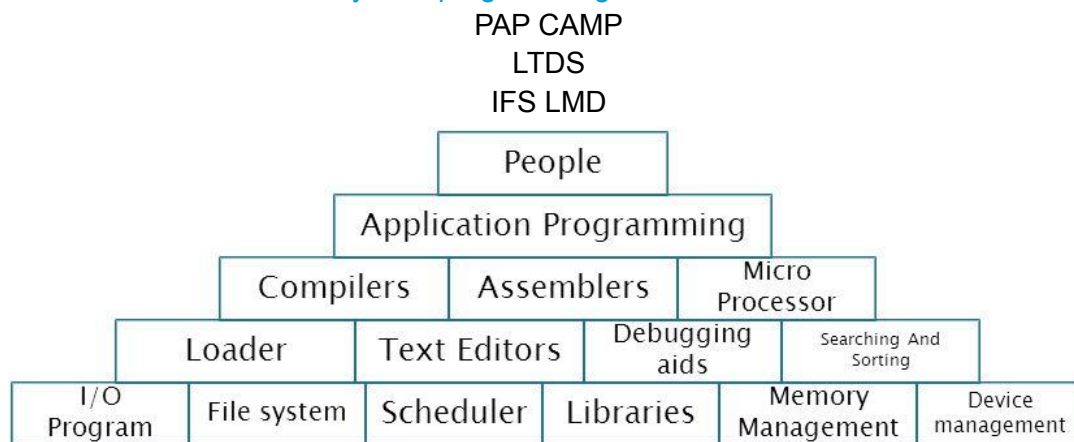 PAP CAMP
LTDS
IFS LMD
People
Application Programming
Compilers
Assemblers
Micro
Processor
Loader
Text Editors
Debugging
aids
Searching And
Sorting
I/O
Program
File system
Scheduler
Libraries
Memory
Management
Device
management